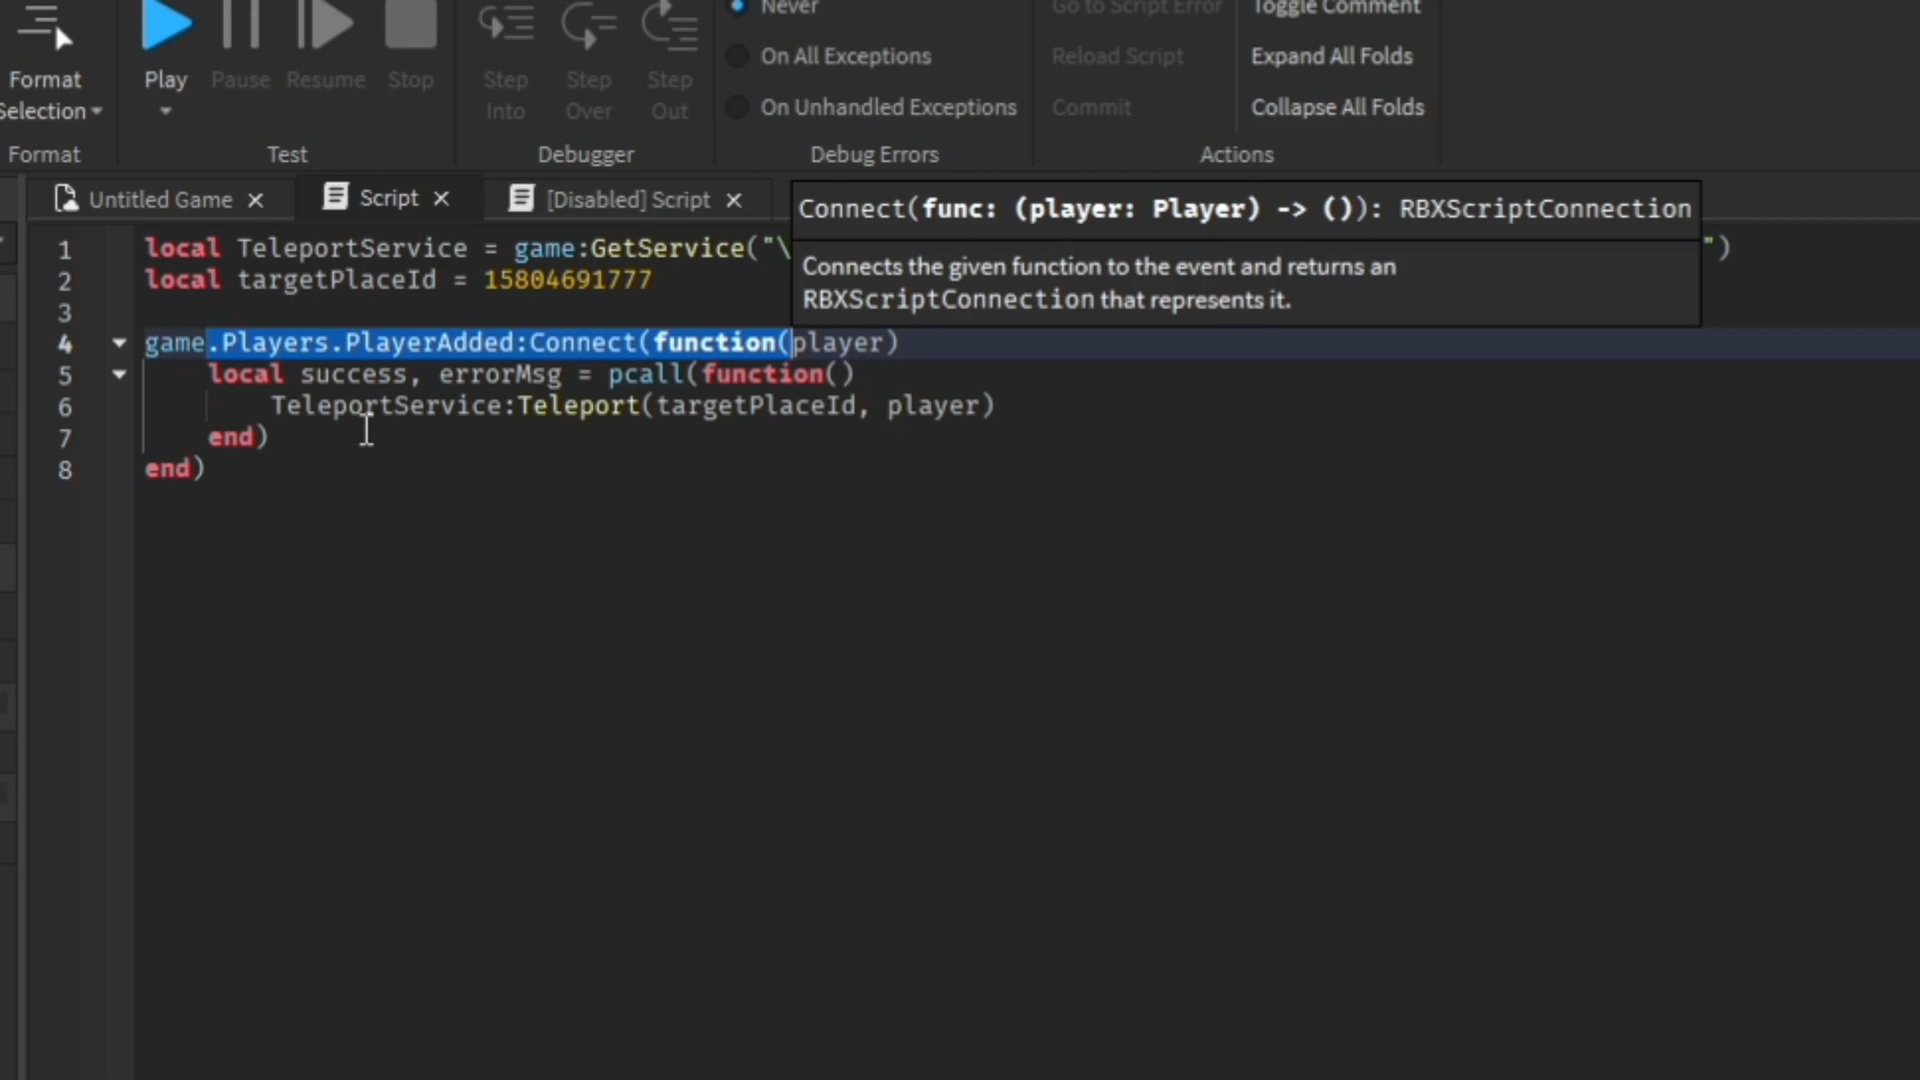 Never
Go to Script Error
Toggle Comment
Format
Selection
Play
Pause
Resume
Stop
Step
Into
Step
Over
Step
Out
On All Exceptions
Reload Script
Expand All Folds
On Unhandled Exceptions
Commit
Collapse All Folds
Format
Test
Debugger
Debug Errors
Actions
Untitled Game ×
Script ×
[Disabled] Script ×
Connect(func: (player: Player) -> ()): RBXScriptConnection
Connects the given function to the event and returns an
RBXScriptConnection that represents it.
1 local TeleportService = game:GetService("\ ")
2 local targetPlaceId = 15804691777
3
4 game.Players.PlayerAdded:Connect(function(player)
5 local success, errorMsg = pcall(function()
6 TeleportService:Teleport(targetPlaceId, player)
7 end)
8 end)